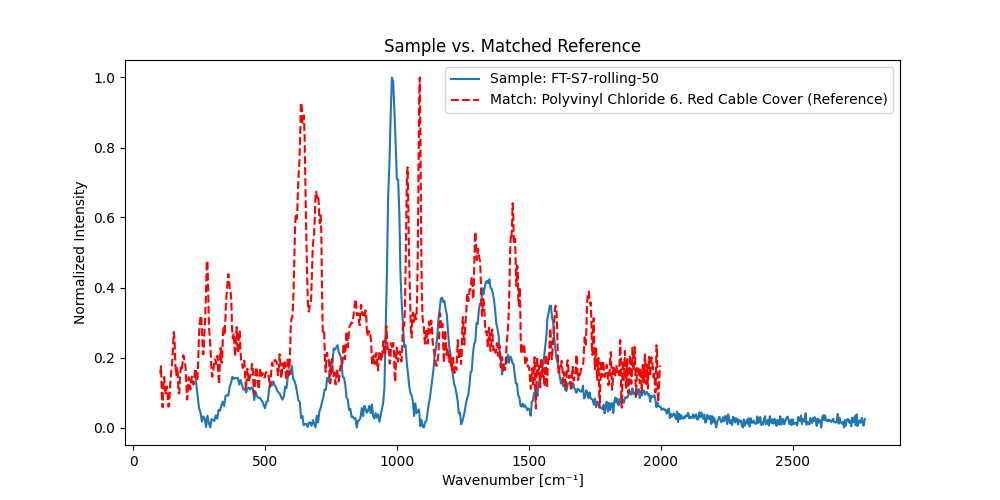 Sample vs. Matched Reference
Sample: FT-S7-rolling-50
Match: Polyvinyl Chloride 6. Red Cable Cover (Reference)
Normalized Intensity
1.0
0.8
0.6
0.4
0.2
0.0
0 500 1000 1500 2000 2500
Wavenumber [cm⁻¹]